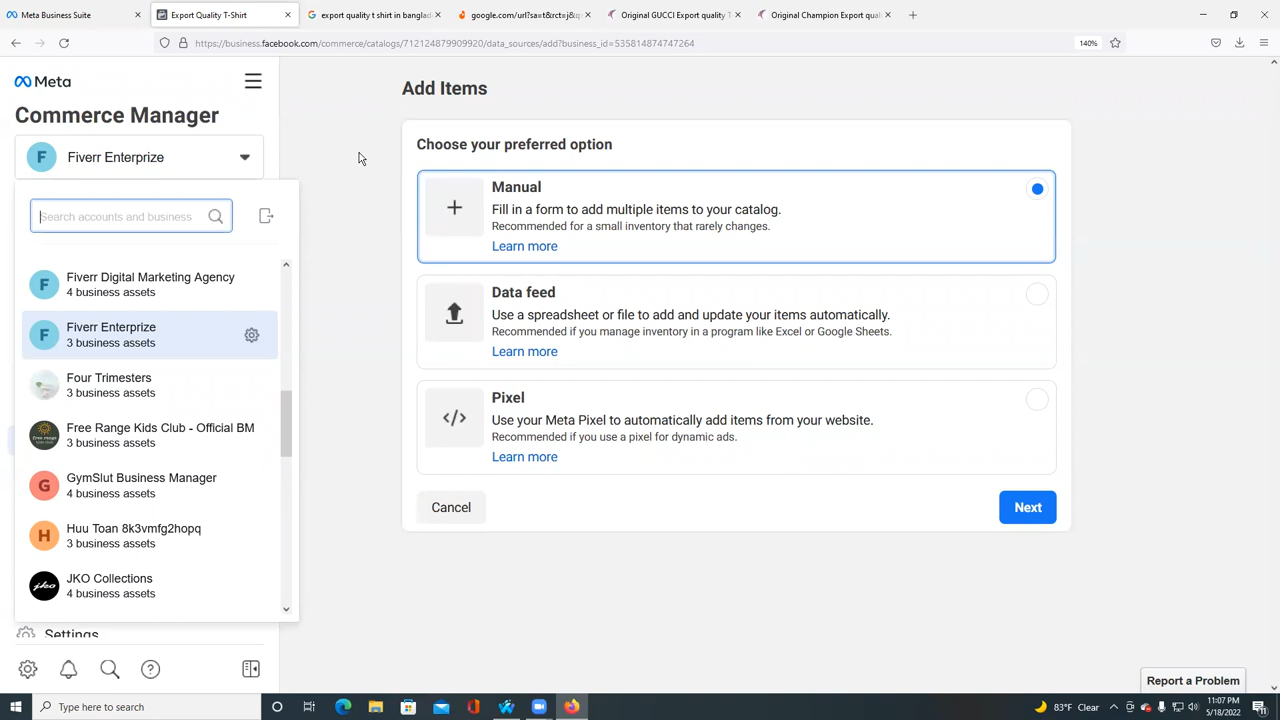 Meta Business Suite
Export Quality T-Shirt
export quality t shirt in banglad
google.com/url?sa=t&rct=j&q
Original GUCCI Export quality T
Original Champion Export qual
https://business.facebook.com/commerce/catalogs/712124879909920/data_sources/add?business_id=535814874747264
140%
Meta
Commerce Manager
F Fiverr Enterprize
Search accounts and business
F Fiverr Digital Marketing Agency
4 business assets
F Fiverr Enterprize
3 business assets
Four Trimesters
3 business assets
Free Range Kids Club - Official BM
3 business assets
G GymSlut Business Manager
4 business assets
H Huu Toan 8k3vmfg2hopq
3 business assets
jko JKO Collections
4 business assets
Settings
Add Items
Choose your preferred option
Manual
Fill in a form to add multiple items to your catalog.
Recommended for a small inventory that rarely changes.
Learn more
Data feed
Use a spreadsheet or file to add and update your items automatically.
Recommended if you manage inventory in a program like Excel or Google Sheets.
Learn more
Pixel
Use your Meta Pixel to automatically add items from your website.
Recommended if you use a pixel for dynamic ads.
Learn more
Cancel
Next
Report a Problem
Type here to search
83°F Clear
11:07 PM
5/18/2022